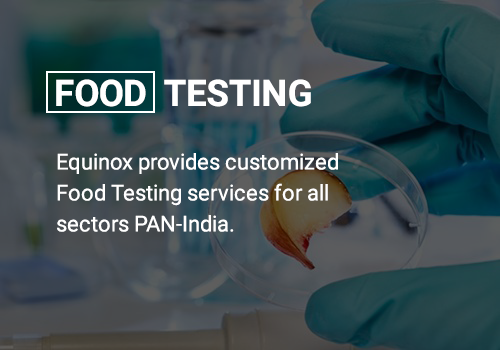 FOOD TESTING
Equinox provides customized
Food Testing services for all
sectors PAN-India.